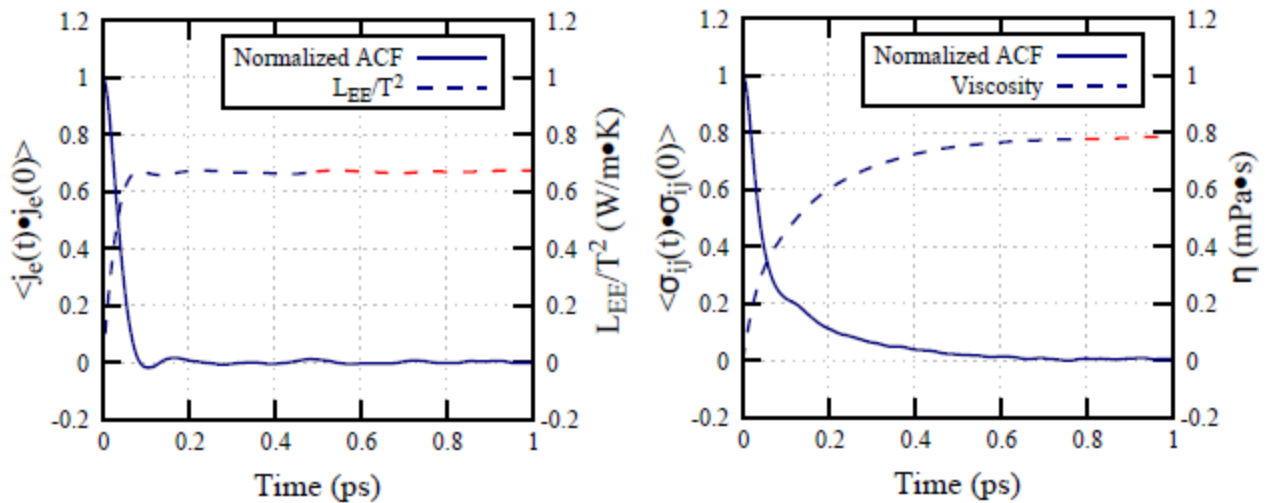 1.2
1
0.8
0.6
0.4
0.2
0
-0.2
<j_e(t)•j_e(0)>
Normalized ACF
L_EE/T²
1.2
1
0.8
0.6
0.4
0.2
0
-0.2
L_EE/T² (W/m•K)
0 0.2 0.4 0.6 0.8 1
Time (ps)
1.2
1
0.8
0.6
0.4
0.2
0
-0.2
<σ_ij(t)•σ_ij(0)>
Normalized ACF
Viscosity
1.2
1
0.8
0.6
0.4
0.2
0
-0.2
η (mPa•s)
0 0.2 0.4 0.6 0.8 1
Time (ps)